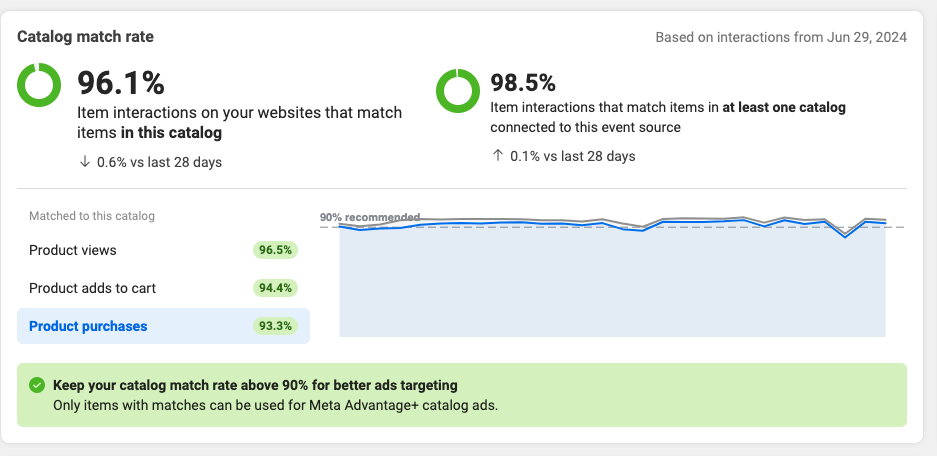 Catalog match rate
Based on interactions from Jun 29, 2024
96.1%
Item interactions on your websites that match
items in this catalog
↓ 0.6% vs last 28 days
98.5%
Item interactions that match items in at least one catalog
connected to this event source
↑ 0.1% vs last 28 days
Matched to this catalog
Product views 96.5%
Product adds to cart 94.4%
Product purchases 93.3%
90% recommended
Keep your catalog match rate above 90% for better ads targeting
Only items with matches can be used for Meta Advantage+ catalog ads.